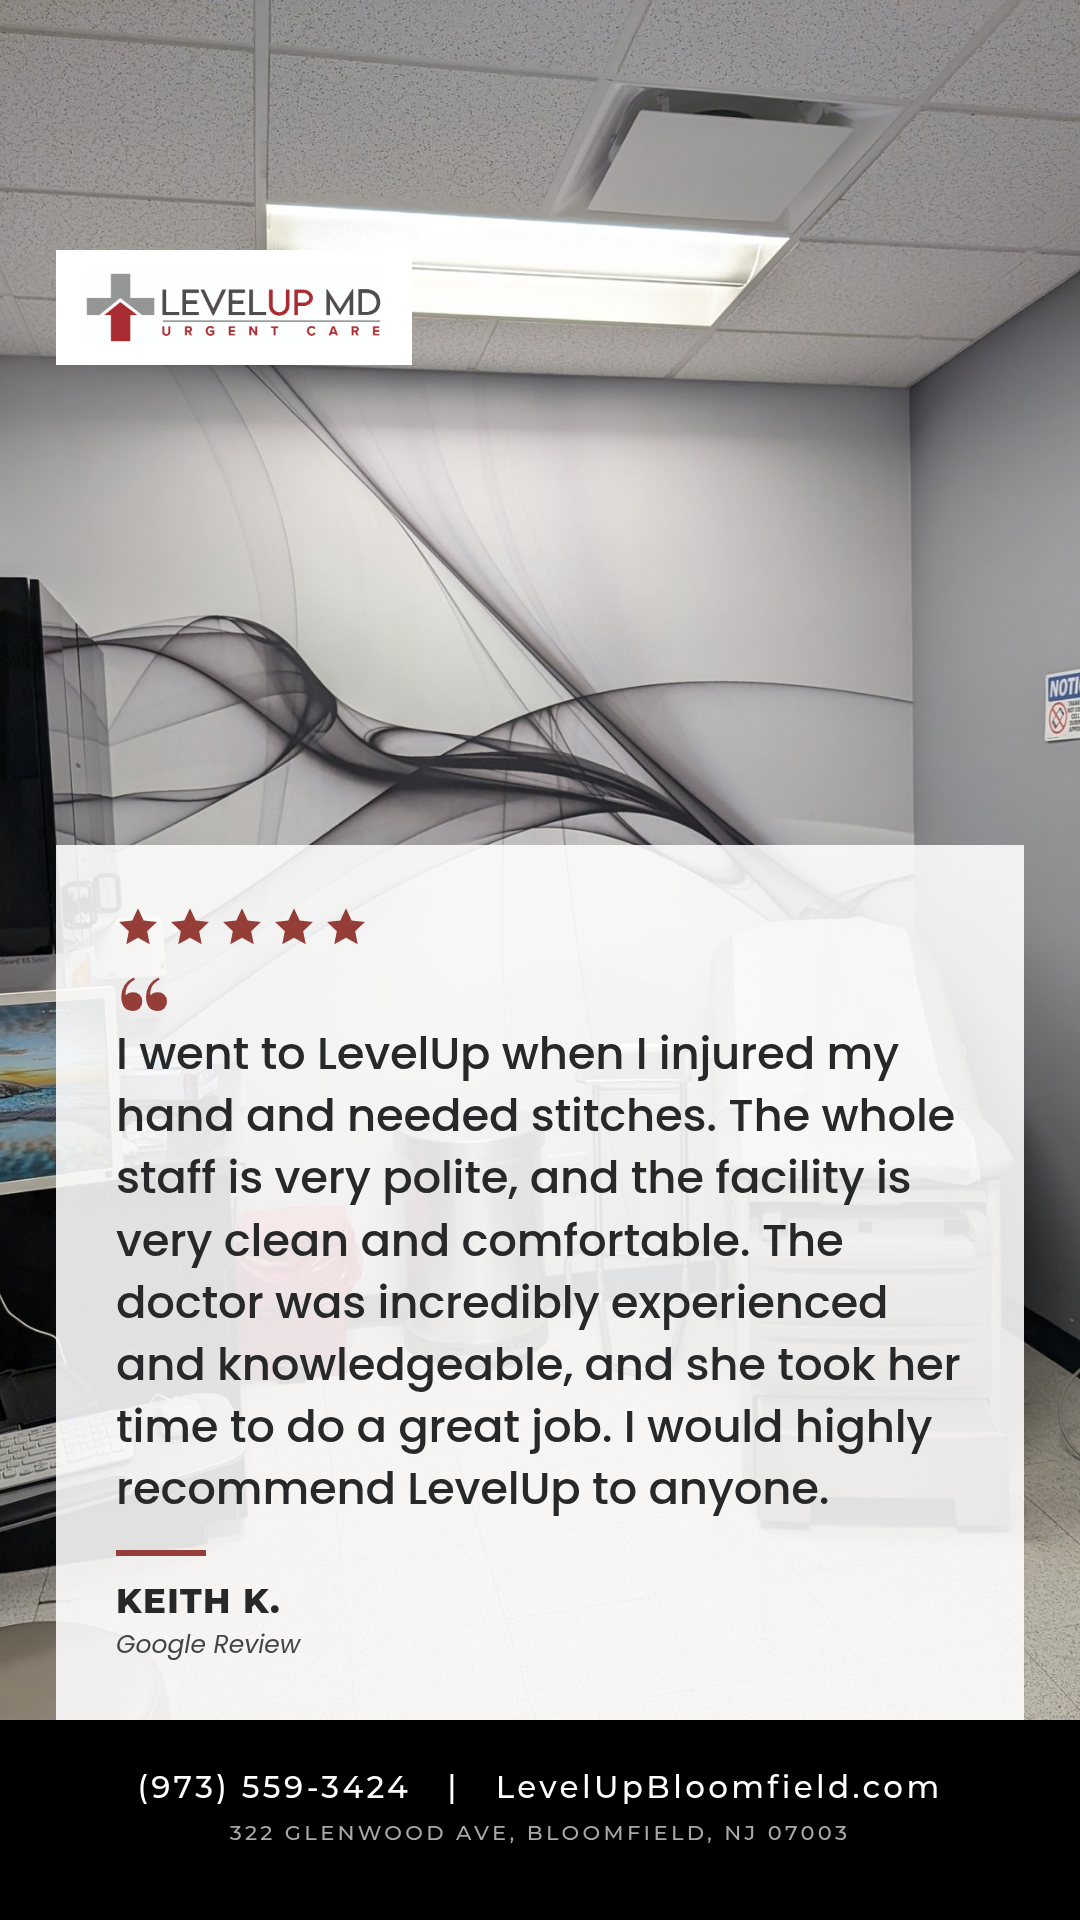 LEVELUP MD
URGENT CARE
NOTI
“
I went to LevelUp when I injured my
hand and needed stitches. The whole
staff is very polite, and the facility is
very clean and comfortable. The
doctor was incredibly experienced
and knowledgeable, and she took her
time to do a great job. I would highly
recommend LevelUp to anyone.
KEITH K.
Google Review
(973) 559-3424 | LevelUpBloomfield.com
322 GLENWOOD AVE, BLOOMFIELD, NJ 07003